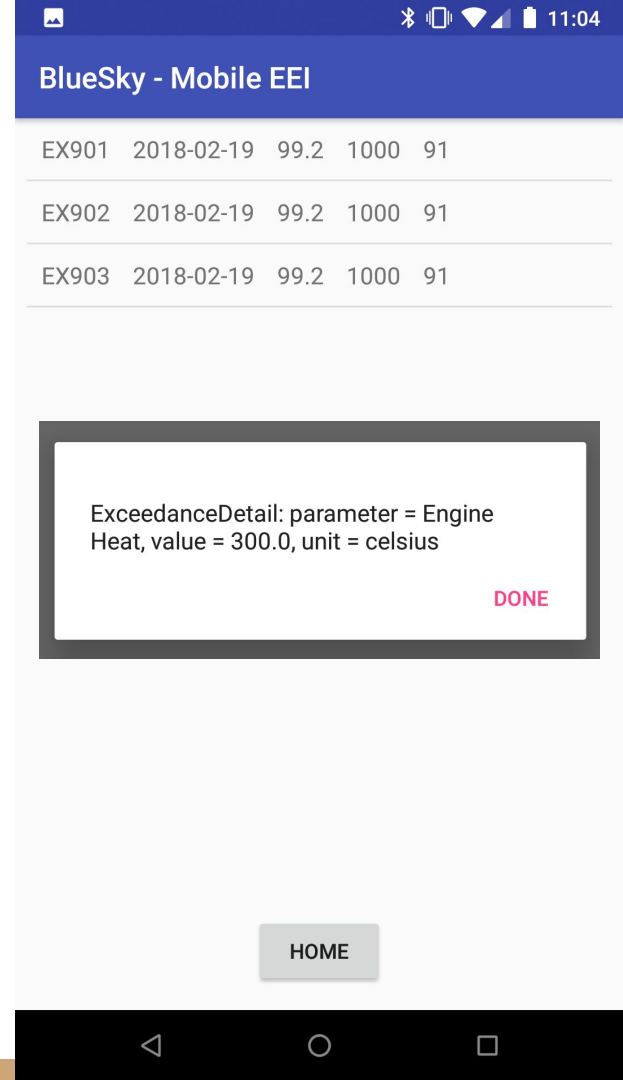 11:04
BlueSky - Mobile EEI
EX901 2018-02-19 99.2 1000 91
EX902 2018-02-19 99.2 1000 91
EX903 2018-02-19 99.2 1000 91
ExceedanceDetail: parameter = Engine
Heat, value = 300.0, unit = celsius
DONE
HOME